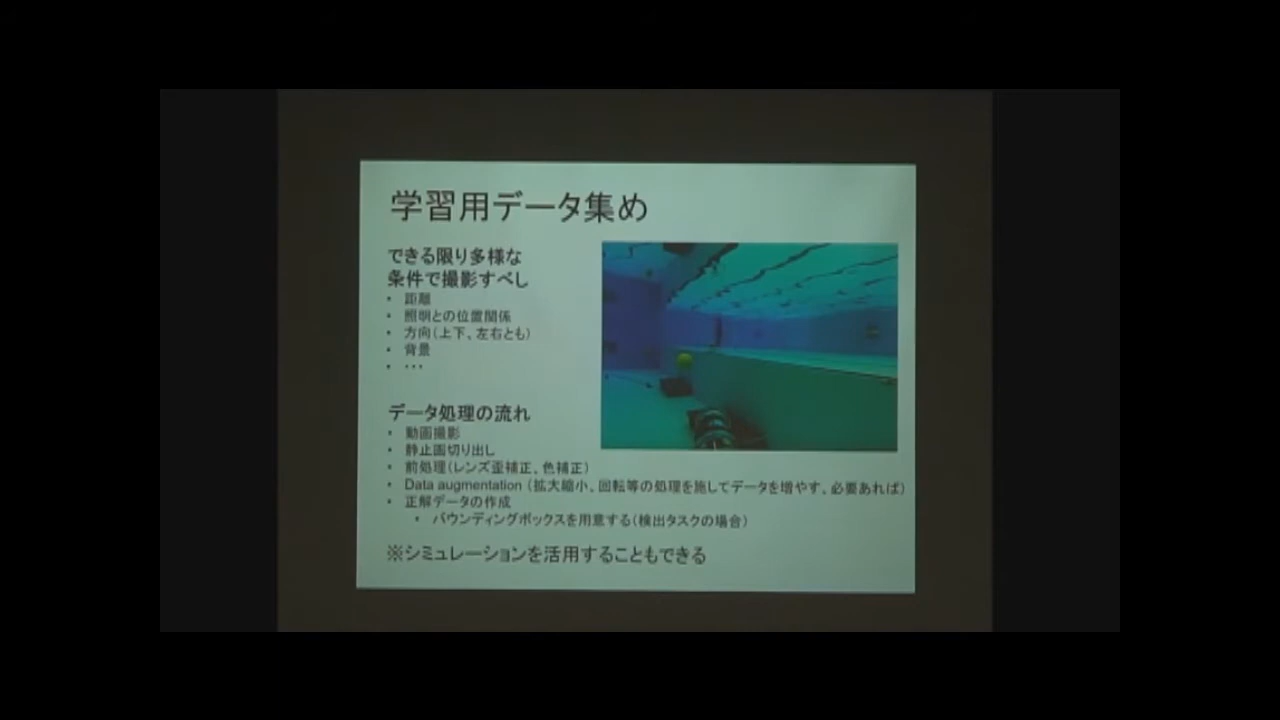 学習用データ集め
できる限り多様な
条件で撮影すべし
• 距離
• 照明との位置関係
• 方向(上下、左右とも)
• 背景
• …
データ処理の流れ
• 動画撮影
• 静止画切り出し
• 前処理(レンズ歪補正、色補正)
• Data augmentation (拡大縮小、回転等の処理を施してデータを増やす、必要あれば)
• 正解データの作成
• バウンディングボックスを用意する(検出タスクの場合)
※シミュレーションを活用することもできる